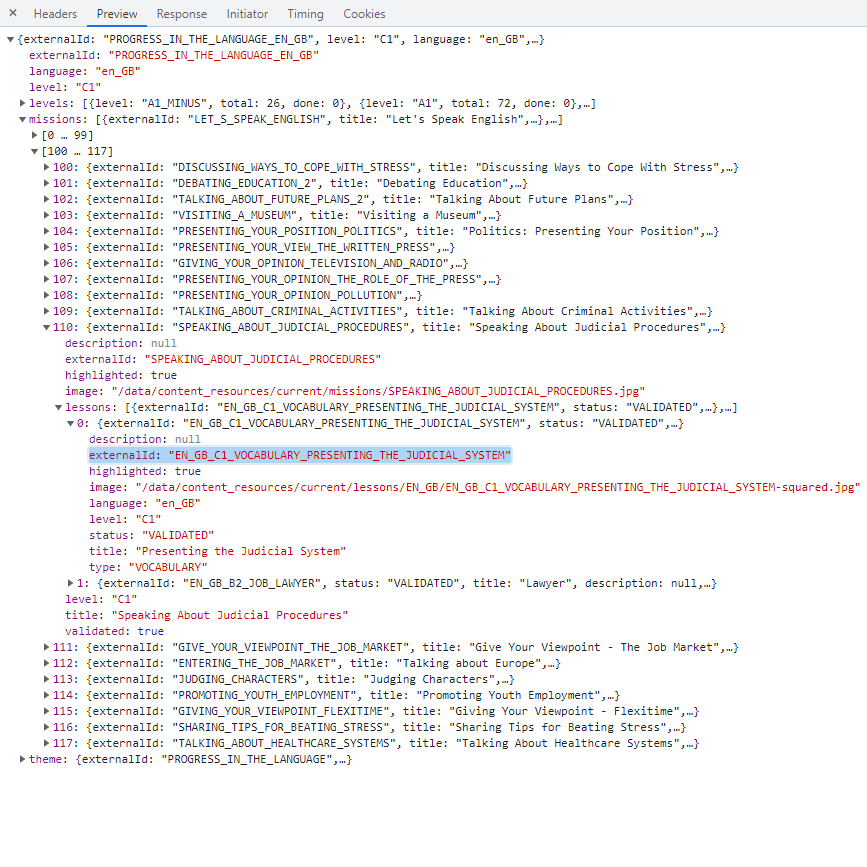 × Headers Preview Response Initiator Timing Cookies
▼{externalId: "PROGRESS_IN_THE_LANGUAGE_EN_GB", level: "C1", language: "en_GB",…}
externalId: "PROGRESS_IN_THE_LANGUAGE_EN_GB"
language: "en_GB"
level: "C1"
▶levels: [{level: "A1_MINUS", total: 26, done: 0}, {level: "A1", total: 72, done: 0},…]
▼missions: [{externalId: "LET_S_SPEAK_ENGLISH", title: "Let's Speak English",…},…]
▶[0 … 99]
▼[100 … 117]
▶100: {externalId: "DISCUSSING_WAYS_TO_COPE_WITH_STRESS", title: "Discussing Ways to Cope With Stress",…}
▶101: {externalId: "DEBATING_EDUCATION_2", title: "Debating Education",…}
▶102: {externalId: "TALKING_ABOUT_FUTURE_PLANS_2", title: "Talking About Future Plans",…}
▶103: {externalId: "VISITING_A_MUSEUM", title: "Visiting a Museum",…}
▶104: {externalId: "PRESENTING_YOUR_POSITION_POLITICS", title: "Politics: Presenting Your Position",…}
▶105: {externalId: "PRESENTING_YOUR_VIEW_THE_WRITTEN_PRESS",…}
▶106: {externalId: "GIVING_YOUR_OPINION_TELEVISION_AND_RADIO",…}
▶107: {externalId: "PRESENTING_YOUR_OPINION_THE_ROLE_OF_THE_PRESS",…}
▶108: {externalId: "PRESENTING_YOUR_OPINION_POLLUTION",…}
▶109: {externalId: "TALKING_ABOUT_CRIMINAL_ACTIVITIES", title: "Talking About Criminal Activities",…}
▼110: {externalId: "SPEAKING_ABOUT_JUDICIAL_PROCEDURES", title: "Speaking About Judicial Procedures",…}
description: null
externalId: "SPEAKING_ABOUT_JUDICIAL_PROCEDURES"
highlighted: true
image: "/data/content_resources/current/missions/SPEAKING_ABOUT_JUDICIAL_PROCEDURES.jpg"
▼lessons: [{externalId: "EN_GB_C1_VOCABULARY_PRESENTING_THE_JUDICIAL_SYSTEM", status: "VALIDATED",…},…]
▼0: {externalId: "EN_GB_C1_VOCABULARY_PRESENTING_THE_JUDICIAL_SYSTEM", status: "VALIDATED",…}
description: null
externalId: "EN_GB_C1_VOCABULARY_PRESENTING_THE_JUDICIAL_SYSTEM"
highlighted: true
image: "/data/content_resources/current/lessons/EN_GB/EN_GB_C1_VOCABULARY_PRESENTING_THE_JUDICIAL_SYSTEM-squared.jpg"
language: "en_GB"
level: "C1"
status: "VALIDATED"
title: "Presenting the Judicial System"
type: "VOCABULARY"
▶1: {externalId: "EN_GB_B2_JOB_LAWYER", status: "VALIDATED", title: "Lawyer", description: null,…}
level: "C1"
title: "Speaking About Judicial Procedures"
validated: true
▶111: {externalId: "GIVE_YOUR_VIEWPOINT_THE_JOB_MARKET", title: "Give Your Viewpoint - The Job Market",…}
▶112: {externalId: "ENTERING_THE_JOB_MARKET", title: "Talking about Europe",…}
▶113: {externalId: "JUDGING_CHARACTERS", title: "Judging Characters",…}
▶114: {externalId: "PROMOTING_YOUTH_EMPLOYMENT", title: "Promoting Youth Employment",…}
▶115: {externalId: "GIVING_YOUR_VIEWPOINT_FLEXITIME", title: "Giving Your Viewpoint - Flexitime",…}
▶116: {externalId: "SHARING_TIPS_FOR_BEATING_STRESS", title: "Sharing Tips for Beating Stress",…}
▶117: {externalId: "TALKING_ABOUT_HEALTHCARE_SYSTEMS", title: "Talking About Healthcare Systems",…}
▶theme: {externalId: "PROGRESS_IN_THE_LANGUAGE",…}